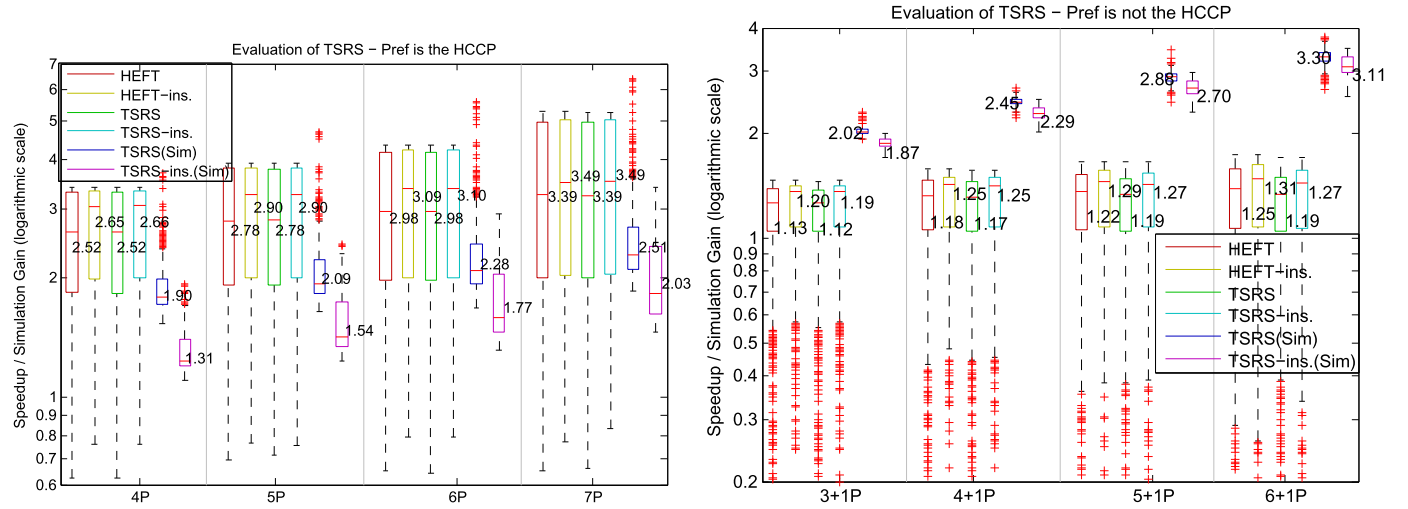 Evaluation of TSRS − Pref is the HCCP
Speedup / Simulation Gain (logarithmic scale)
7
6
5
4
3
2
1
0.9
0.8
0.7
0.6
HEFT
HEFT−ins.
TSRS
TSRS−ins.
TSRS(Sim)
TSRS−ins.(Sim)
2.52
2.65
2.52
2.66
1.90
1.31
2.78
2.90
2.78
2.90
2.09
1.54
2.98
3.09
2.98
3.10
2.28
1.77
3.39
3.49
3.39
3.49
2.51
2.03
4P
5P
6P
7P
Evaluation of TSRS − Pref is not the HCCP
Speedup / Simulation Gain (logarithmic scale)
4
3
2
1
0.9
0.8
0.7
0.6
0.5
0.4
0.3
0.2
1.13
1.20
1.12
1.19
2.02
1.87
1.18
1.25
1.17
1.25
2.45
2.29
1.22
1.29
1.19
1.27
2.88
2.70
1.25
1.31
1.19
1.27
3.30
3.11
HEFT
HEFT−ins.
TSRS
TSRS−ins.
TSRS(Sim)
TSRS−ins.(Sim)
3+1P
4+1P
5+1P
6+1P